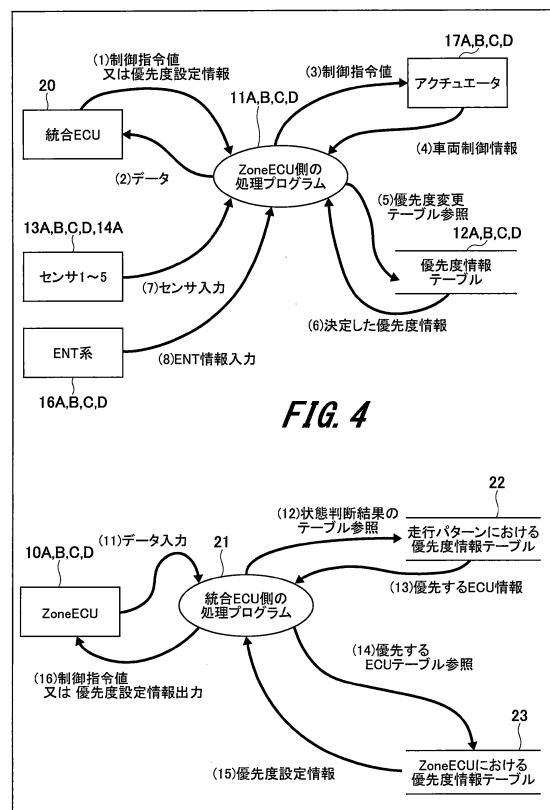 (1)制御指令値
又は優先度設定情報
20
統合ECU
(2)データ
11A,B,C,D
ZoneECU側の
処理プログラム
(3)制御指令値
17A,B,C,D
アクチュエータ
(4)車両制御情報
(5)優先度変更
テーブル参照
12A,B,C,D
優先度情報
テーブル
(6)決定した優先度情報
13A,B,C,D,14A
センサ1~5
(7)センサ入力
ENT系
16A,B,C,D
(8)ENT情報入力
FIG. 4
10A,B,C,D
ZoneECU
(11)データ入力
21
統合ECU側の
処理プログラム
(12)状態判断結果の
テーブル参照
22
走行パターンにおける
優先度情報テーブル
(13)優先するECU情報
(14)優先する
ECUテーブル参照
(16)制御指令値
又は 優先度設定情報出力
(15)優先度設定情報
23
ZoneECUにおける
優先度情報テーブル